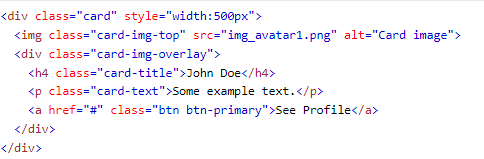 <div class="card" style="width:500px">
  <img class="card-img-top" src="img_avatar1.png" alt="Card image">
  <div class="card-img-overlay">
    <h4 class="card-title">John Doe</h4>
    <p class="card-text">Some example text.</p>
    <a href="#" class="btn btn-primary">See Profile</a>
  </div>
</div>